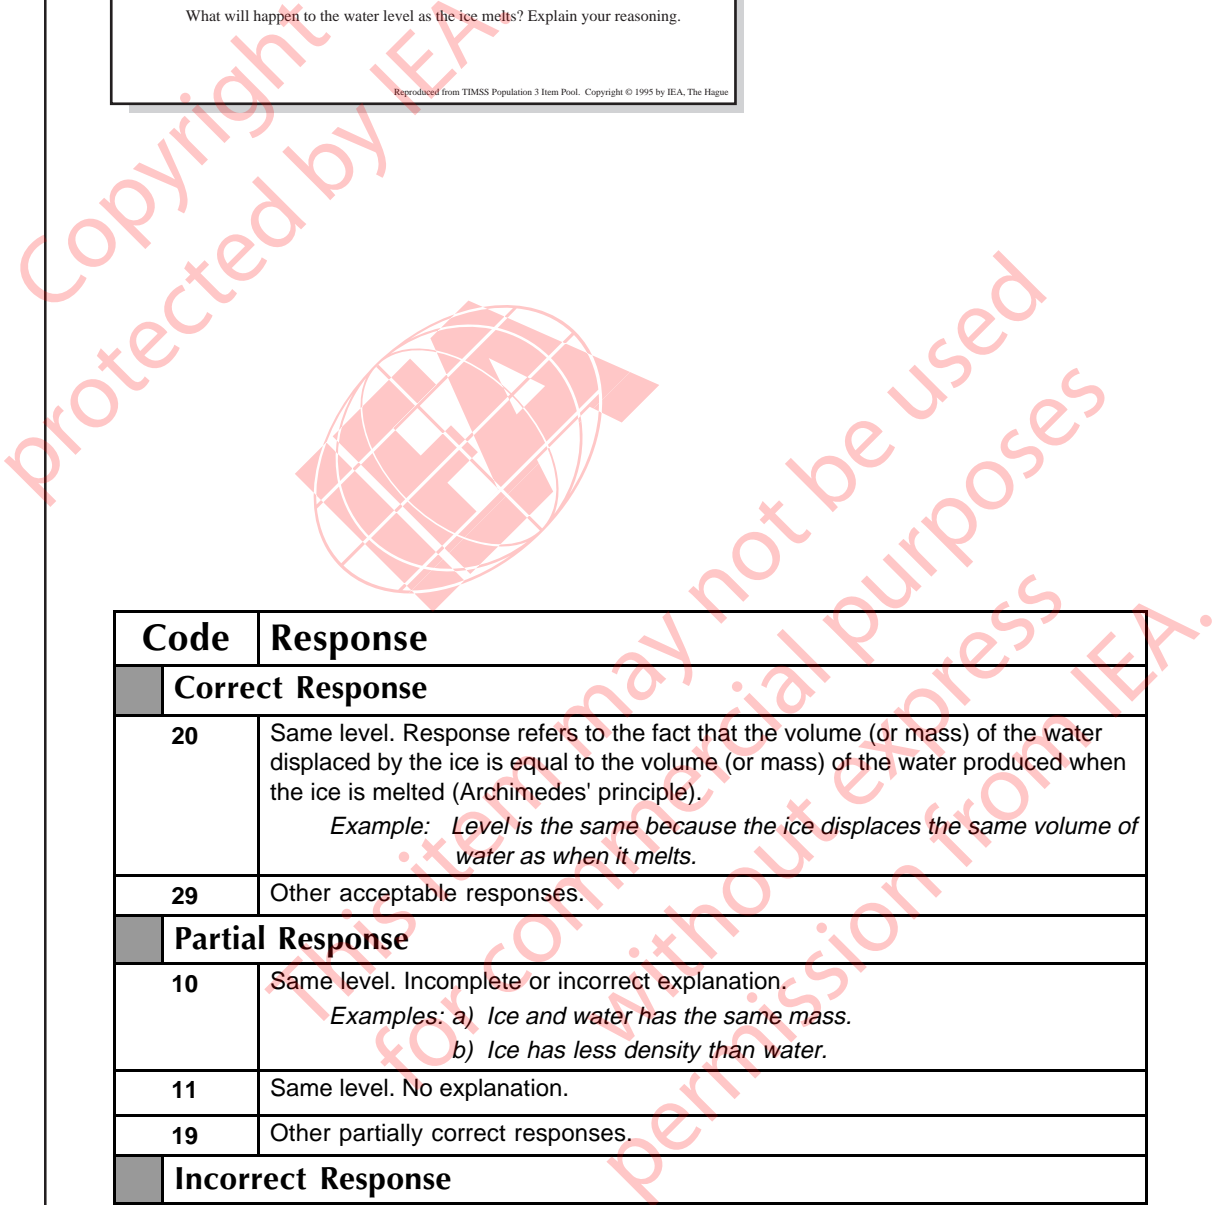 What will happen to the water level as the ice melts? Explain your reasoning.
Reproduced from TIMSS Population 3 Item Pool. Copyright © 1995 by IEA, The Hague
Copyright
protected by IEA.
IEA
This item may not be used
for commercial purposes
without express
permission from IEA.
Code Response
Correct Response
20 Same level. Response refers to the fact that the volume (or mass) of the water
displaced by the ice is equal to the volume (or mass) of the water produced when
the ice is melted (Archimedes' principle).
Example: Level is the same because the ice displaces the same volume of
water as when it melts.
29 Other acceptable responses.
Partial Response
10 Same level. Incomplete or incorrect explanation.
Examples: a) Ice and water has the same mass.
b) Ice has less density than water.
11 Same level. No explanation.
19 Other partially correct responses.
Incorrect Response